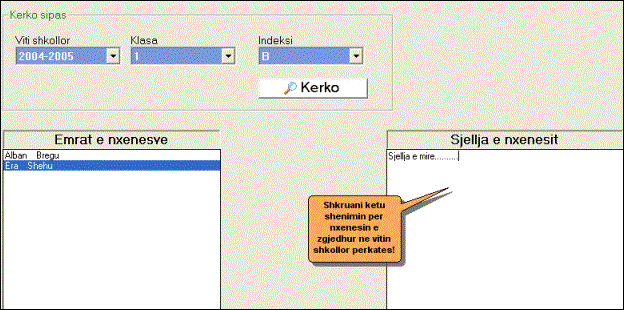 Kerko sipas
Viti shkollor Klasa Indeksi
2004-2005 1 B
Kerko
Emrat e nxenesve
Alban Bregu
Era Shehu
Sjellja e nxenesit
Sjellja e mire.........
Shkruani ketu
shenimin per
nxenesin e
zgjedhur ne vitin
shkollor perkates!